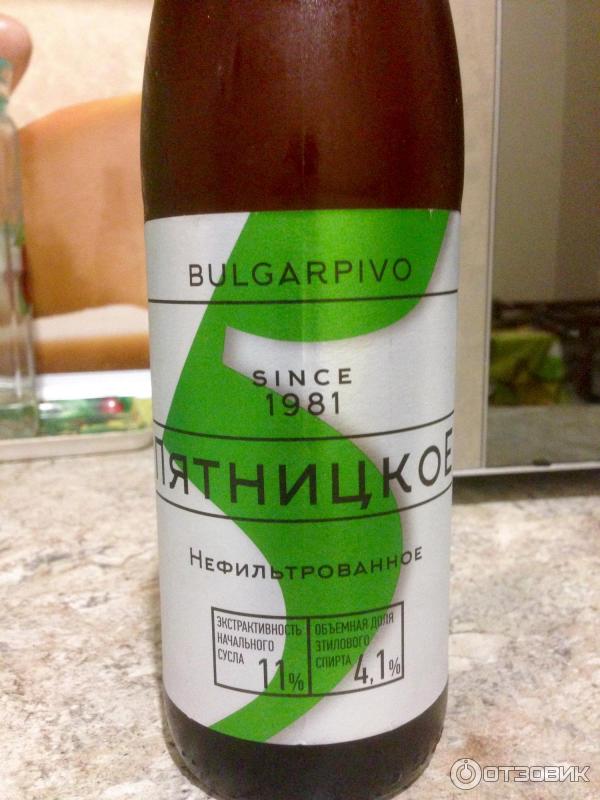 BULGARPIVO
SINCE
1981
ПЯТНИЦКОЕ
Нефильтрованное
ЭКСТРАКТИВНОСТЬ
НАЧАЛЬНОГО
СУСЛА 11%
ОБЪЕМНАЯ ДОЛЯ
ЭТИЛОВОГО
СПИРТА 4,1%
ОТЗОВИК